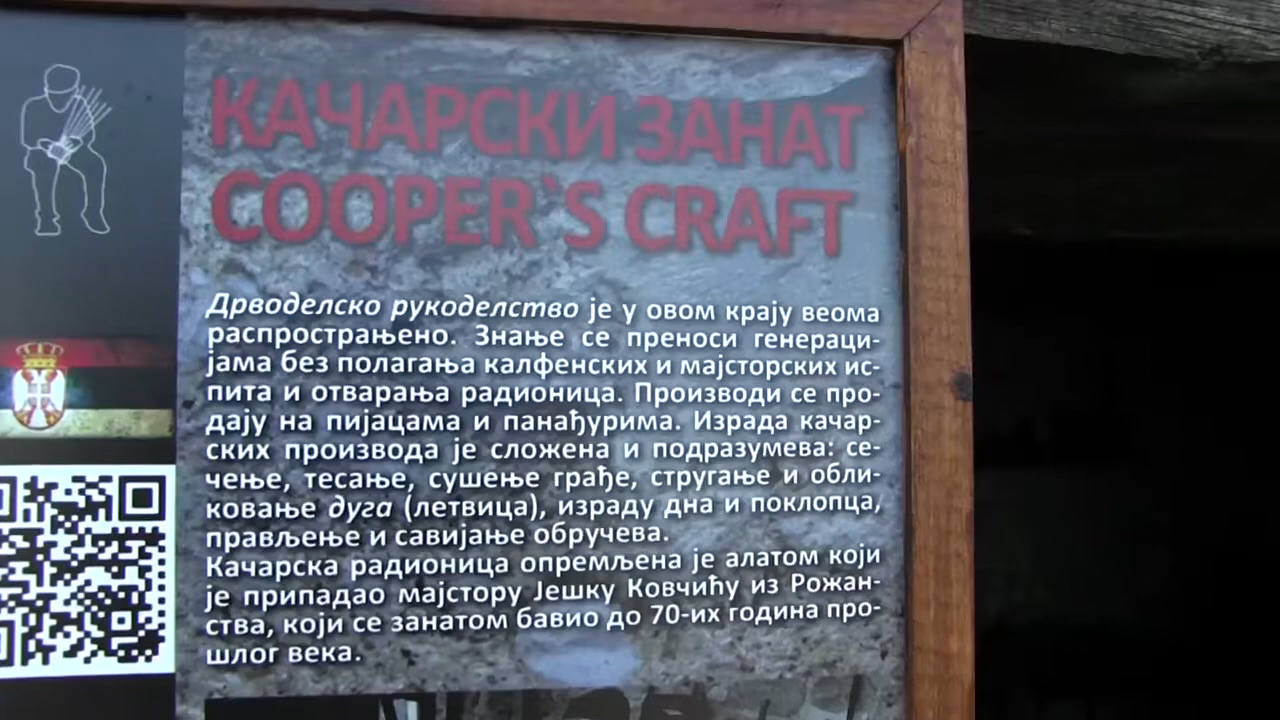 КАЧАРСКИ ЗАНАТ
COOPER`S CRAFT
Дрводелско рукоделство је у овом крају веома
распрострањено. Знање се преноси генераци-
јама без полагања калфенских и мајсторских ис-
пита и отварања радионица. Производи се про-
дају на пијацама и панађурима. Израда качар-
ских производа је сложена и подразумева: се-
чење, тесање, сушење грађе, стругање и обли-
ковање дуга (летвица), израду дна и поклопца,
прављење и савијање обручева.
Качарска радионица опремљена је алатом који
је припадао мајстору Јешку Ковчићу из Рожан-
ства, који се занатом бавио до 70-их година про-
шлог века.